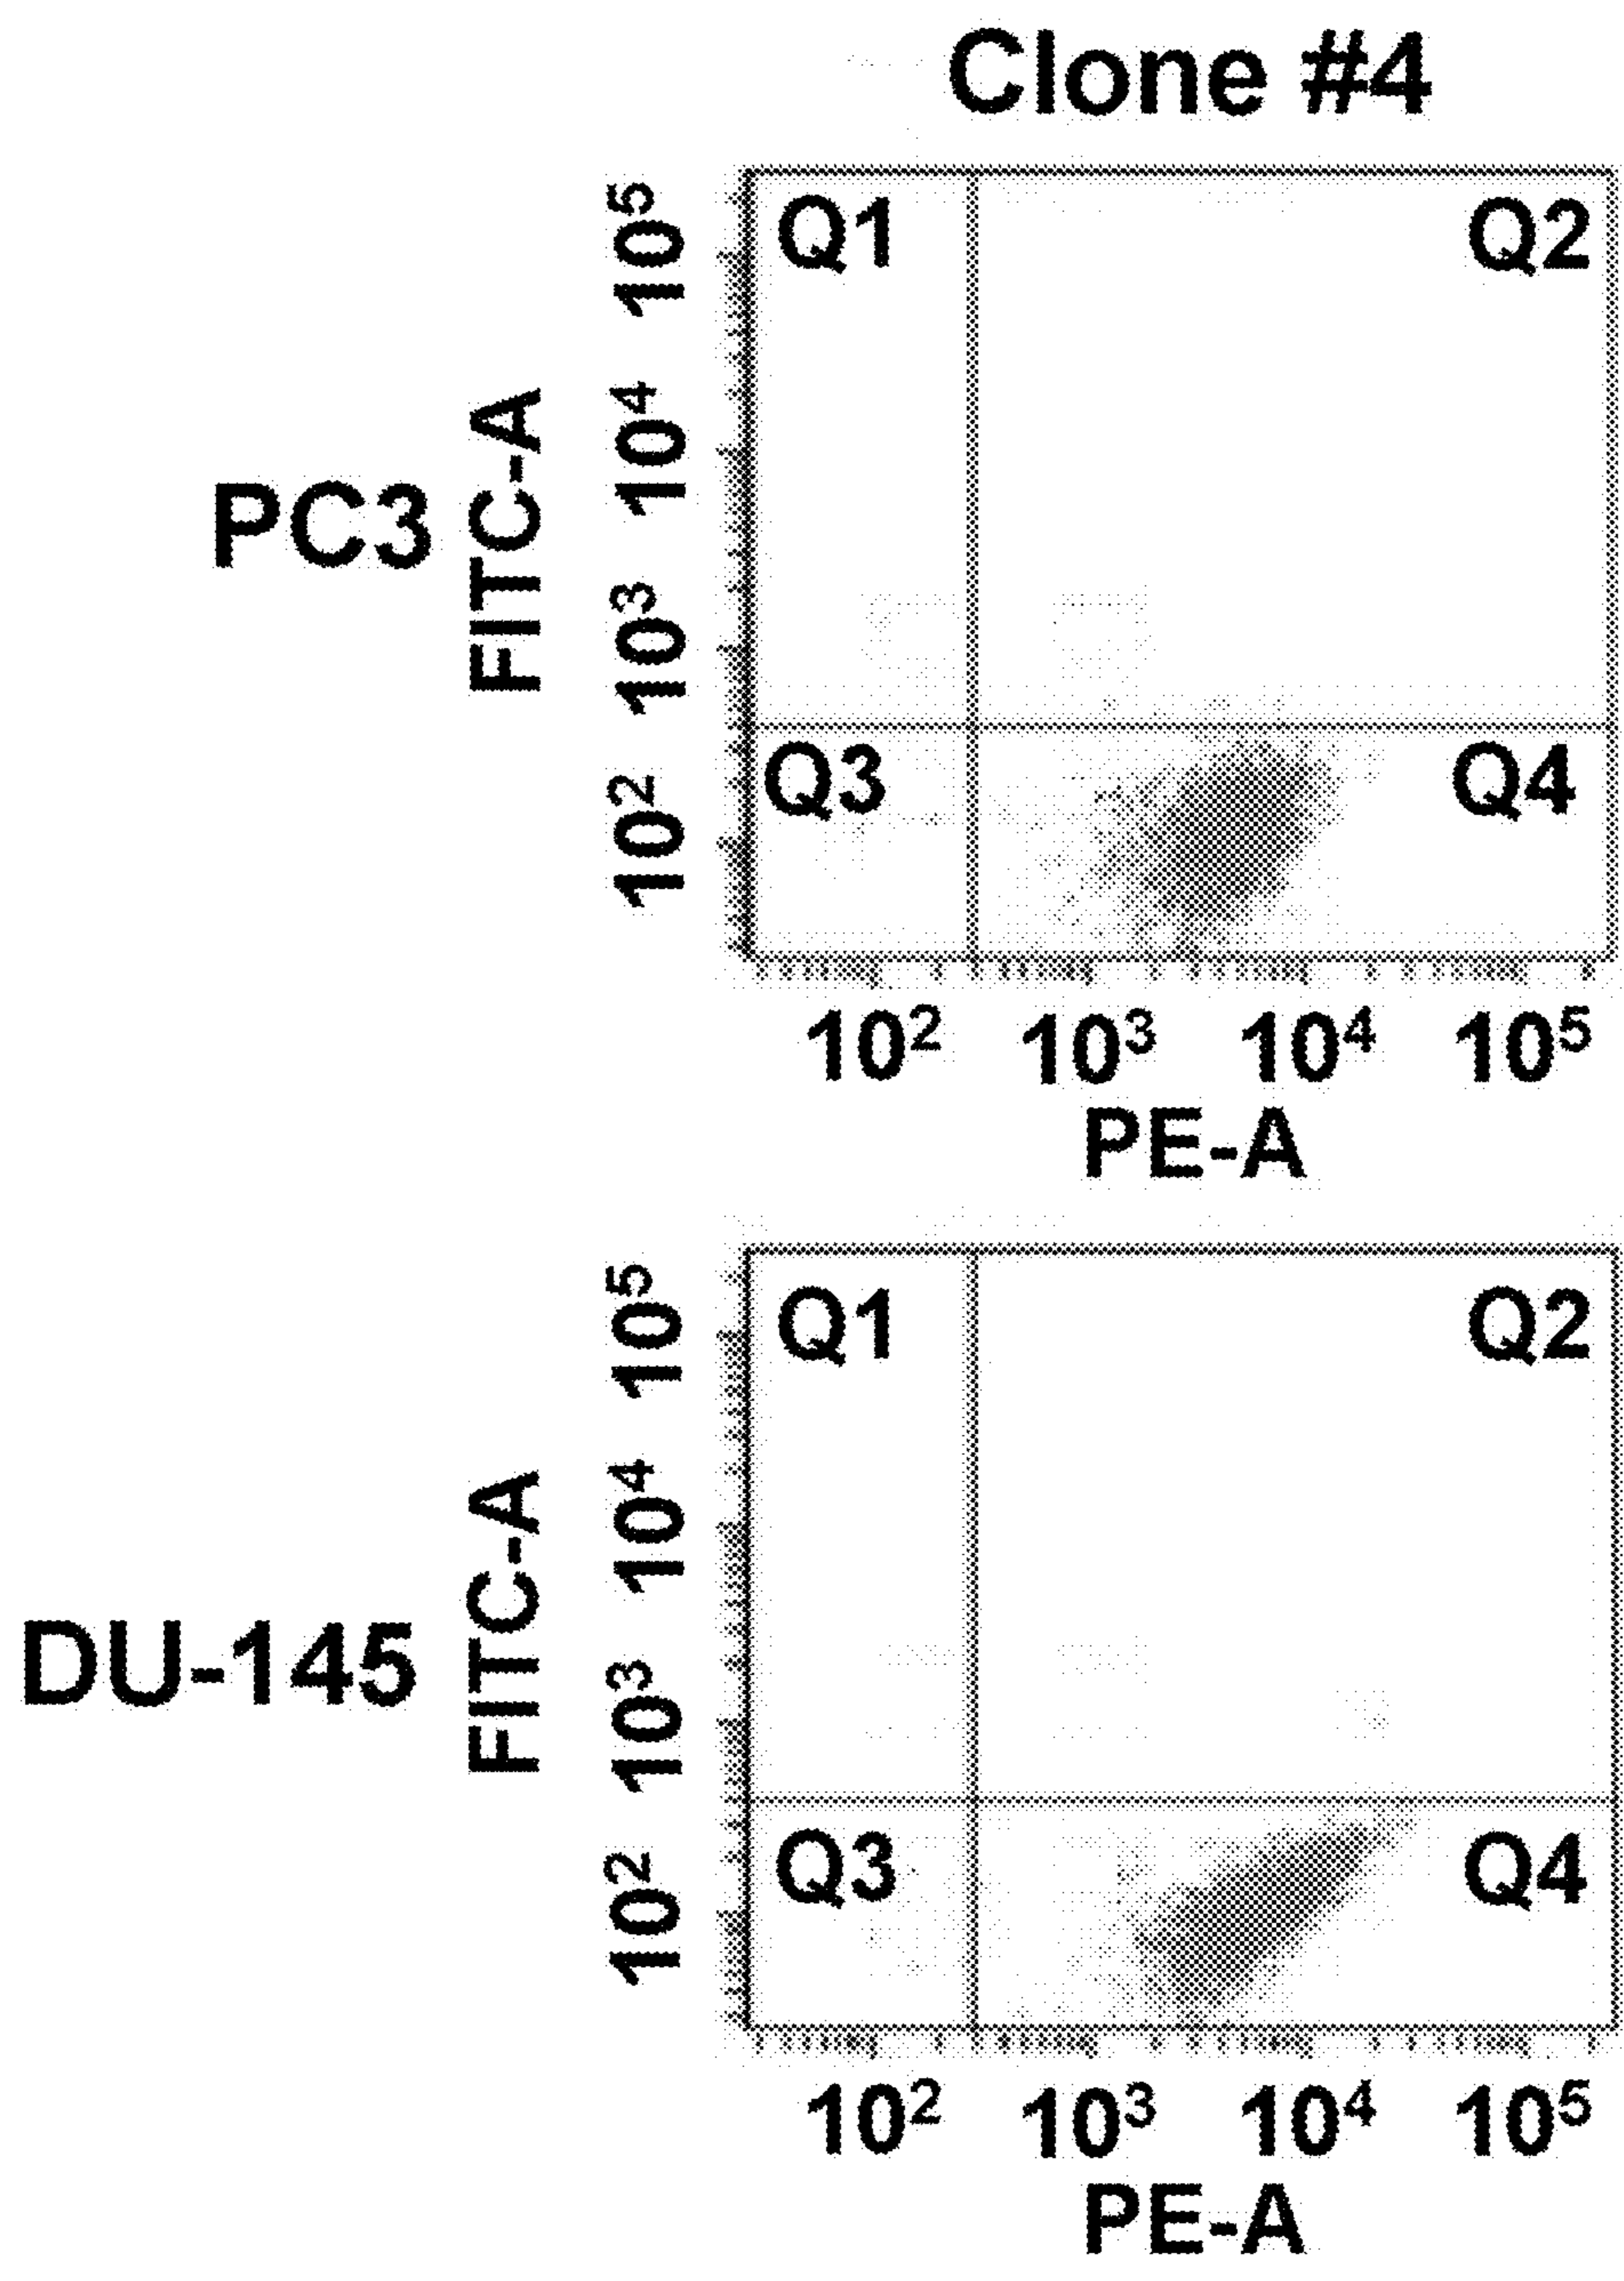 Clone #4
PC3
FITC-A
10⁵
10⁴
10³
10²
Q1
Q2
Q3
Q4
10² 10³ 10⁴ 10⁵
PE-A
DU-145
FITC-A
10⁵
10⁴
10³
10²
Q1
Q2
Q3
Q4
10² 10³ 10⁴ 10⁵
PE-A